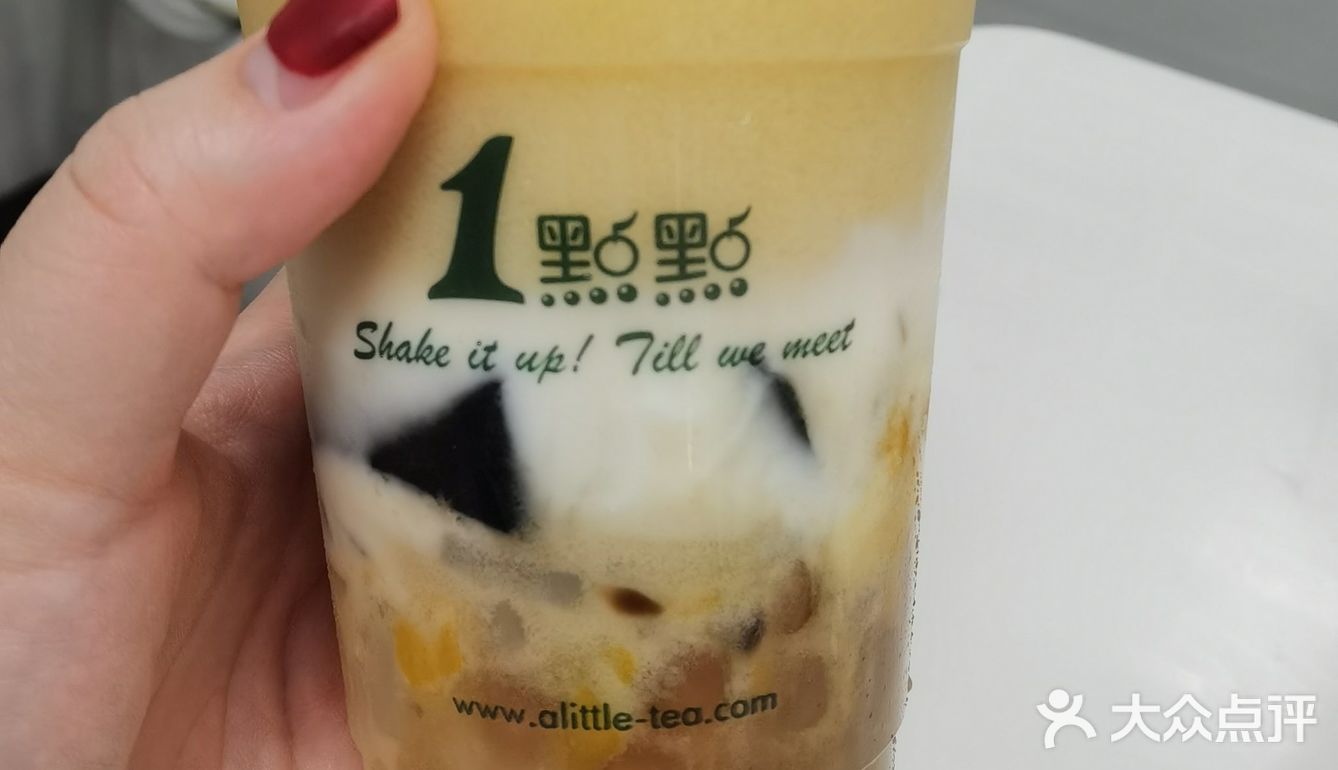 1點點
Shake it up! Till we meet
www.alittle-tea.com
大众点评